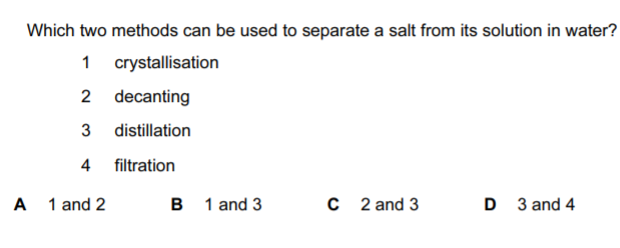 Which two methods can be used to separate a salt from its solution in water?
1 crystallisation
2 decanting
3 distillation
4 filtration
A 1 and 2 B 1 and 3 C 2 and 3 D 3 and 4